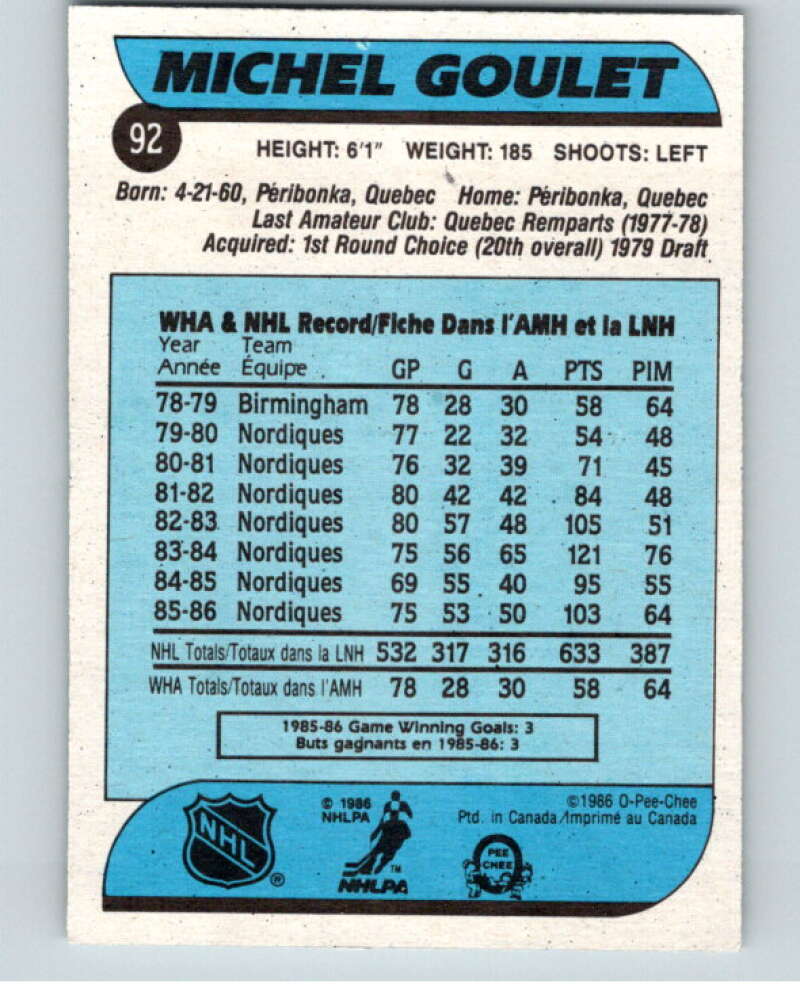 MICHEL GOULET
92
HEIGHT: 6'1" WEIGHT: 185 SHOOTS: LEFT
Born: 4-21-60, Péribonka, Quebec Home: Péribonka, Quebec
Last Amateur Club: Quebec Remparts (1977-78)
Acquired: 1st Round Choice (20th overall) 1979 Draft
WHA & NHL Record/Fiche Dans l'AMH et la LNH
Year Team
Année Équipe GP G A PTS PIM
78-79 Birmingham 78 28 30 58 64
79-80 Nordiques 77 22 32 54 48
80-81 Nordiques 76 32 39 71 45
81-82 Nordiques 80 42 42 84 48
82-83 Nordiques 80 57 48 105 51
83-84 Nordiques 75 56 65 121 76
84-85 Nordiques 69 55 40 95 55
85-86 Nordiques 75 53 50 103 64
NHL Totals/Totaux dans la LNH 532 317 316 633 387
WHA Totals/Totaux dans l'AMH 78 28 30 58 64
1985-86 Game Winning Goals: 3
Buts gagnants en 1985-86: 3
NHL ®
© 1986
NHLPA
TM
NHLPA
©1986 O-Pee-Chee
Ptd. in Canada/Imprimé au Canada
PEE
CHEE